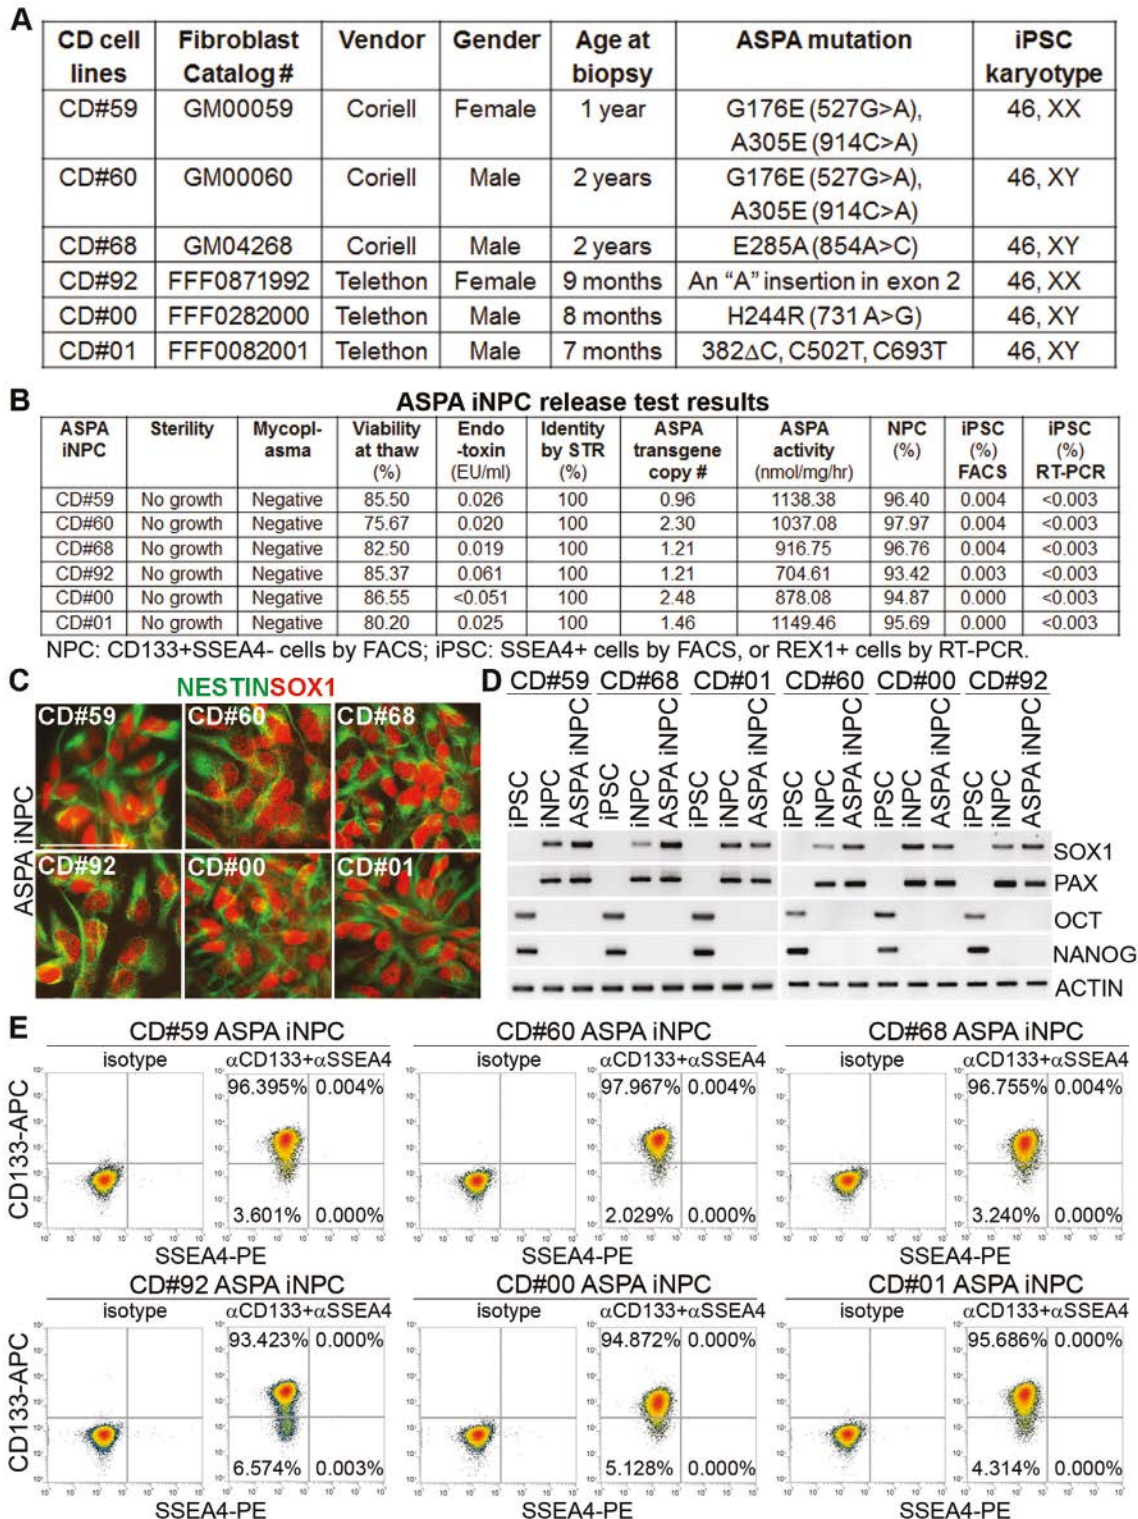 A
CD cell lines | Fibroblast Catalog # | Vendor | Gender | Age at biopsy | ASPA mutation | iPSC karyotype
CD#59 | GM00059 | Coriell | Female | 1 year | G176E (527G>A), A305E (914C>A) | 46, XX
CD#60 | GM00060 | Coriell | Male | 2 years | G176E (527G>A), A305E (914C>A) | 46, XY
CD#68 | GM04268 | Coriell | Male | 2 years | E285A (854A>C) | 46, XY
CD#92 | FFF0871992 | Telethon | Female | 9 months | An “A” insertion in exon 2 | 46, XX
CD#00 | FFF0282000 | Telethon | Male | 8 months | H244R (731 A>G) | 46, XY
CD#01 | FFF0082001 | Telethon | Male | 7 months | 382ΔC, C502T, C693T | 46, XY
B
ASPA iNPC release test results
ASPA iNPC | Sterility | Mycopl-asma | Viability at thaw (%) | Endo-toxin (EU/ml) | Identity by STR (%) | ASPA transgene copy # | ASPA activity (nmol/mg/hr) | NPC (%) | iPSC (%) FACS | iPSC (%) RT-PCR
CD#59 | No growth | Negative | 85.50 | 0.026 | 100 | 0.96 | 1138.38 | 96.40 | 0.004 | <0.003
CD#60 | No growth | Negative | 75.67 | 0.020 | 100 | 2.30 | 1037.08 | 97.97 | 0.004 | <0.003
CD#68 | No growth | Negative | 82.50 | 0.019 | 100 | 1.21 | 916.75 | 96.76 | 0.004 | <0.003
CD#92 | No growth | Negative | 85.37 | 0.061 | 100 | 1.21 | 704.61 | 93.42 | 0.003 | <0.003
CD#00 | No growth | Negative | 86.55 | <0.051 | 100 | 2.48 | 878.08 | 94.87 | 0.000 | <0.003
CD#01 | No growth | Negative | 80.20 | 0.025 | 100 | 1.46 | 1149.46 | 95.69 | 0.000 | <0.003
NPC: CD133+SSEA4- cells by FACS; iPSC: SSEA4+ cells by FACS, or REX1+ cells by RT-PCR.
C
NESTINSOX1
ASPA iNPC
CD#59 CD#60 CD#68
CD#92 CD#00 CD#01
D
CD#59 CD#68 CD#01 CD#60 CD#00 CD#92
iPSC iNPC ASPA iNPC iPSC iNPC ASPA iNPC iPSC iNPC ASPA iNPC iPSC iNPC ASPA iNPC iPSC iNPC ASPA iNPC iPSC iNPC ASPA iNPC
SOX1
PAX
OCT
NANOG
ACTIN
E
CD#59 ASPA iNPC CD#60 ASPA iNPC CD#68 ASPA iNPC
isotype αCD133+αSSEA4 isotype αCD133+αSSEA4 isotype αCD133+αSSEA4
CD133-APC
96.395% 0.004% 97.967% 0.004% 96.755% 0.004%
3.601% 0.000% 2.029% 0.000% 3.240% 0.000%
SSEA4-PE SSEA4-PE SSEA4-PE
CD#92 ASPA iNPC CD#00 ASPA iNPC CD#01 ASPA iNPC
isotype αCD133+αSSEA4 isotype αCD133+αSSEA4 isotype αCD133+αSSEA4
CD133-APC
93.423% 0.000% 94.872% 0.000% 95.686% 0.000%
6.574% 0.003% 5.128% 0.000% 4.314% 0.000%
SSEA4-PE SSEA4-PE SSEA4-PE